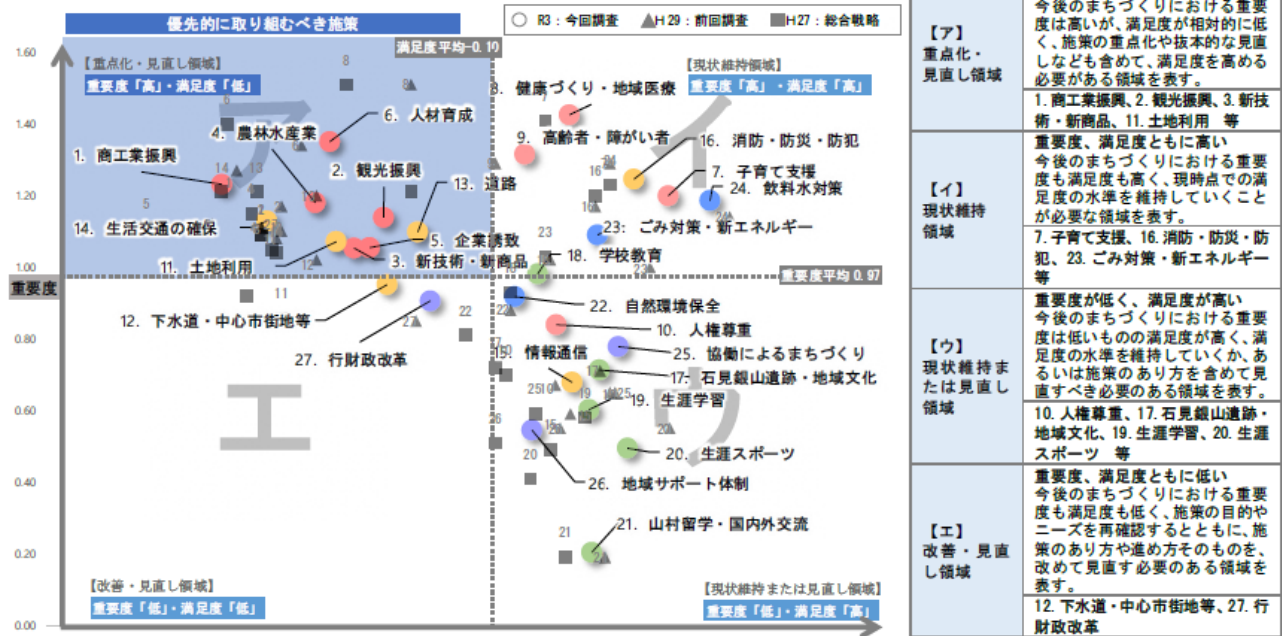 優先的に取り組むべき施策
R3：今回調査
H29：前回調査
H27：総合戦略
満足度平均-0.10
【重点化・見直し領域】
重要度「高」・満足度「低」
【現状維持領域】
重要度「高」・満足度「高」
1.60
1.40
1.20
1.00
0.80
0.60
0.40
0.20
0.00
重要度
重要度平均 0.97
ア
イ
ウ
エ
8. 健康づくり・地域医療
6. 人材育成
4. 農林水産業
9. 高齢者・障がい者
16. 消防・防災・防犯
1. 商工業振興
2. 観光振興
13. 道路
7. 子育て支援
24. 飲料水対策
14. 生活交通の確保
23: ごみ対策・新エネルギー
5. 企業誘致
18. 学校教育
11. 土地利用
3. 新技術・新商品
12. 下水道・中心市街地等
22. 自然環境保全
10. 人権尊重
27. 行財政改革
情報通信
25. 協働によるまちづくり
17. 石見銀山遺跡・地域文化
19. 生涯学習
20. 生涯スポーツ
26. 地域サポート体制
21. 山村留学・国内外交流
【改善・見直し領域】
重要度「低」・満足度「低」
【現状維持または見直し領域】
重要度「低」・満足度「高」
【ア】
重点化・
見直し領域
今後のまちづくりにおける重要
度は高いが、満足度が相対的に低
く、施策の重点化や抜本的な見直
しなども含めて、満足度を高める
必要がある領域を表す。
1. 商工業振興、2. 観光振興、3. 新技
術・新商品、11. 土地利用　等
【イ】
現状維持
領域
重要度、満足度ともに高い
今後のまちづくりにおける重要
度も満足度も高く、現時点での満
足度の水準を維持していくこと
が必要な領域を表す。
7. 子育て支援、16. 消防・防災・防
犯、23. ごみ対策・新エネルギー
等
【ウ】
現状維持ま
たは見直し
領域
重要度が低く、満足度が高い
今後のまちづくりにおける重要
度は低いものの満足度が高く、満
足度の水準を維持していくか、あ
るいは施策のあり方を含めて見
直すべき必要のある領域を表す。
10. 人権尊重、17. 石見銀山遺跡・
地域文化、19. 生涯学習、20. 生涯
スポーツ　等
【エ】
改善・見直
し領域
重要度、満足度ともに低い
今後のまちづくりにおける重要
度も満足度も低く、施策の目的や
ニーズを再確認するとともに、施
策のあり方や進め方そのものを、
改めて見直す必要のある領域を
表す。
12. 下水道・中心市街地等、27. 行
財政改革